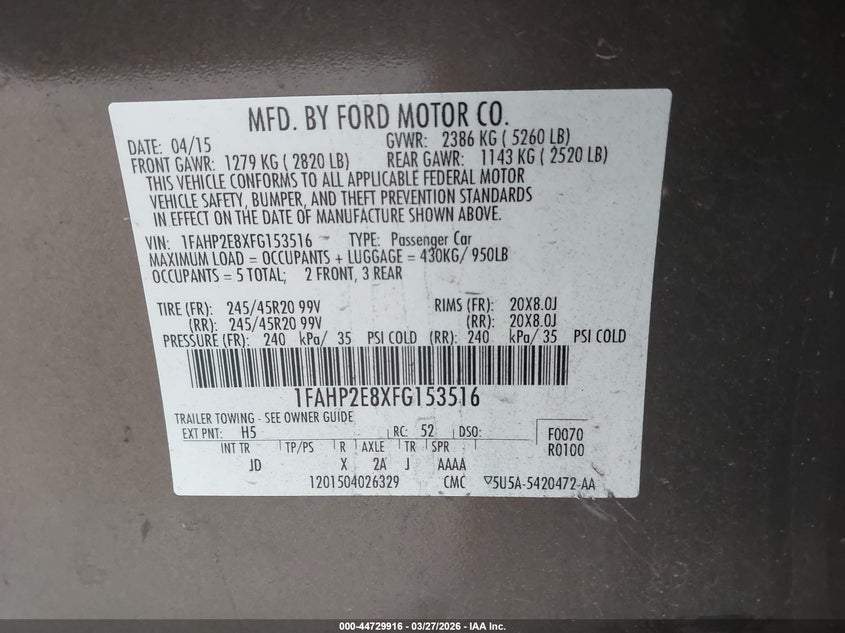 MFD. BY FORD MOTOR CO.
DATE: 04/15 GVWR: 2386 KG ( 5260 LB)
FRONT GAWR: 1279 KG ( 2820 LB) REAR GAWR: 1143 KG ( 2520 LB)
THIS VEHICLE CONFORMS TO ALL APPLICABLE FEDERAL MOTOR
VEHICLE SAFETY, BUMPER, AND THEFT PREVENTION STANDARDS
IN EFFECT ON THE DATE OF MANUFACTURE SHOWN ABOVE.
VIN: 1FAHP2E8XFG153516 TYPE: Passenger Car
MAXIMUM LOAD = OCCUPANTS + LUGGAGE = 430KG/ 950LB
OCCUPANTS = 5 TOTAL; 2 FRONT, 3 REAR
TIRE (FR): 245/45R20 99V RIMS (FR): 20X8.0J
(RR): 245/45R20 99V (RR): 20X8.0J
PRESSURE (FR): 240 kPa/ 35 PSI COLD (RR): 240 kPa/ 35 PSI COLD
1FAHP2E8XFG153516
TRAILER TOWING - SEE OWNER GUIDE
EXT PNT: H5 RC: 52 DSO: F0070
INT TR TP/PS R AXLE TR SPR R0100
JD X 2A J AAAA
1201504026329 CMC ▽5U5A-5420472-AA
000-44729916 - 03/27/2026 - IAA Inc.